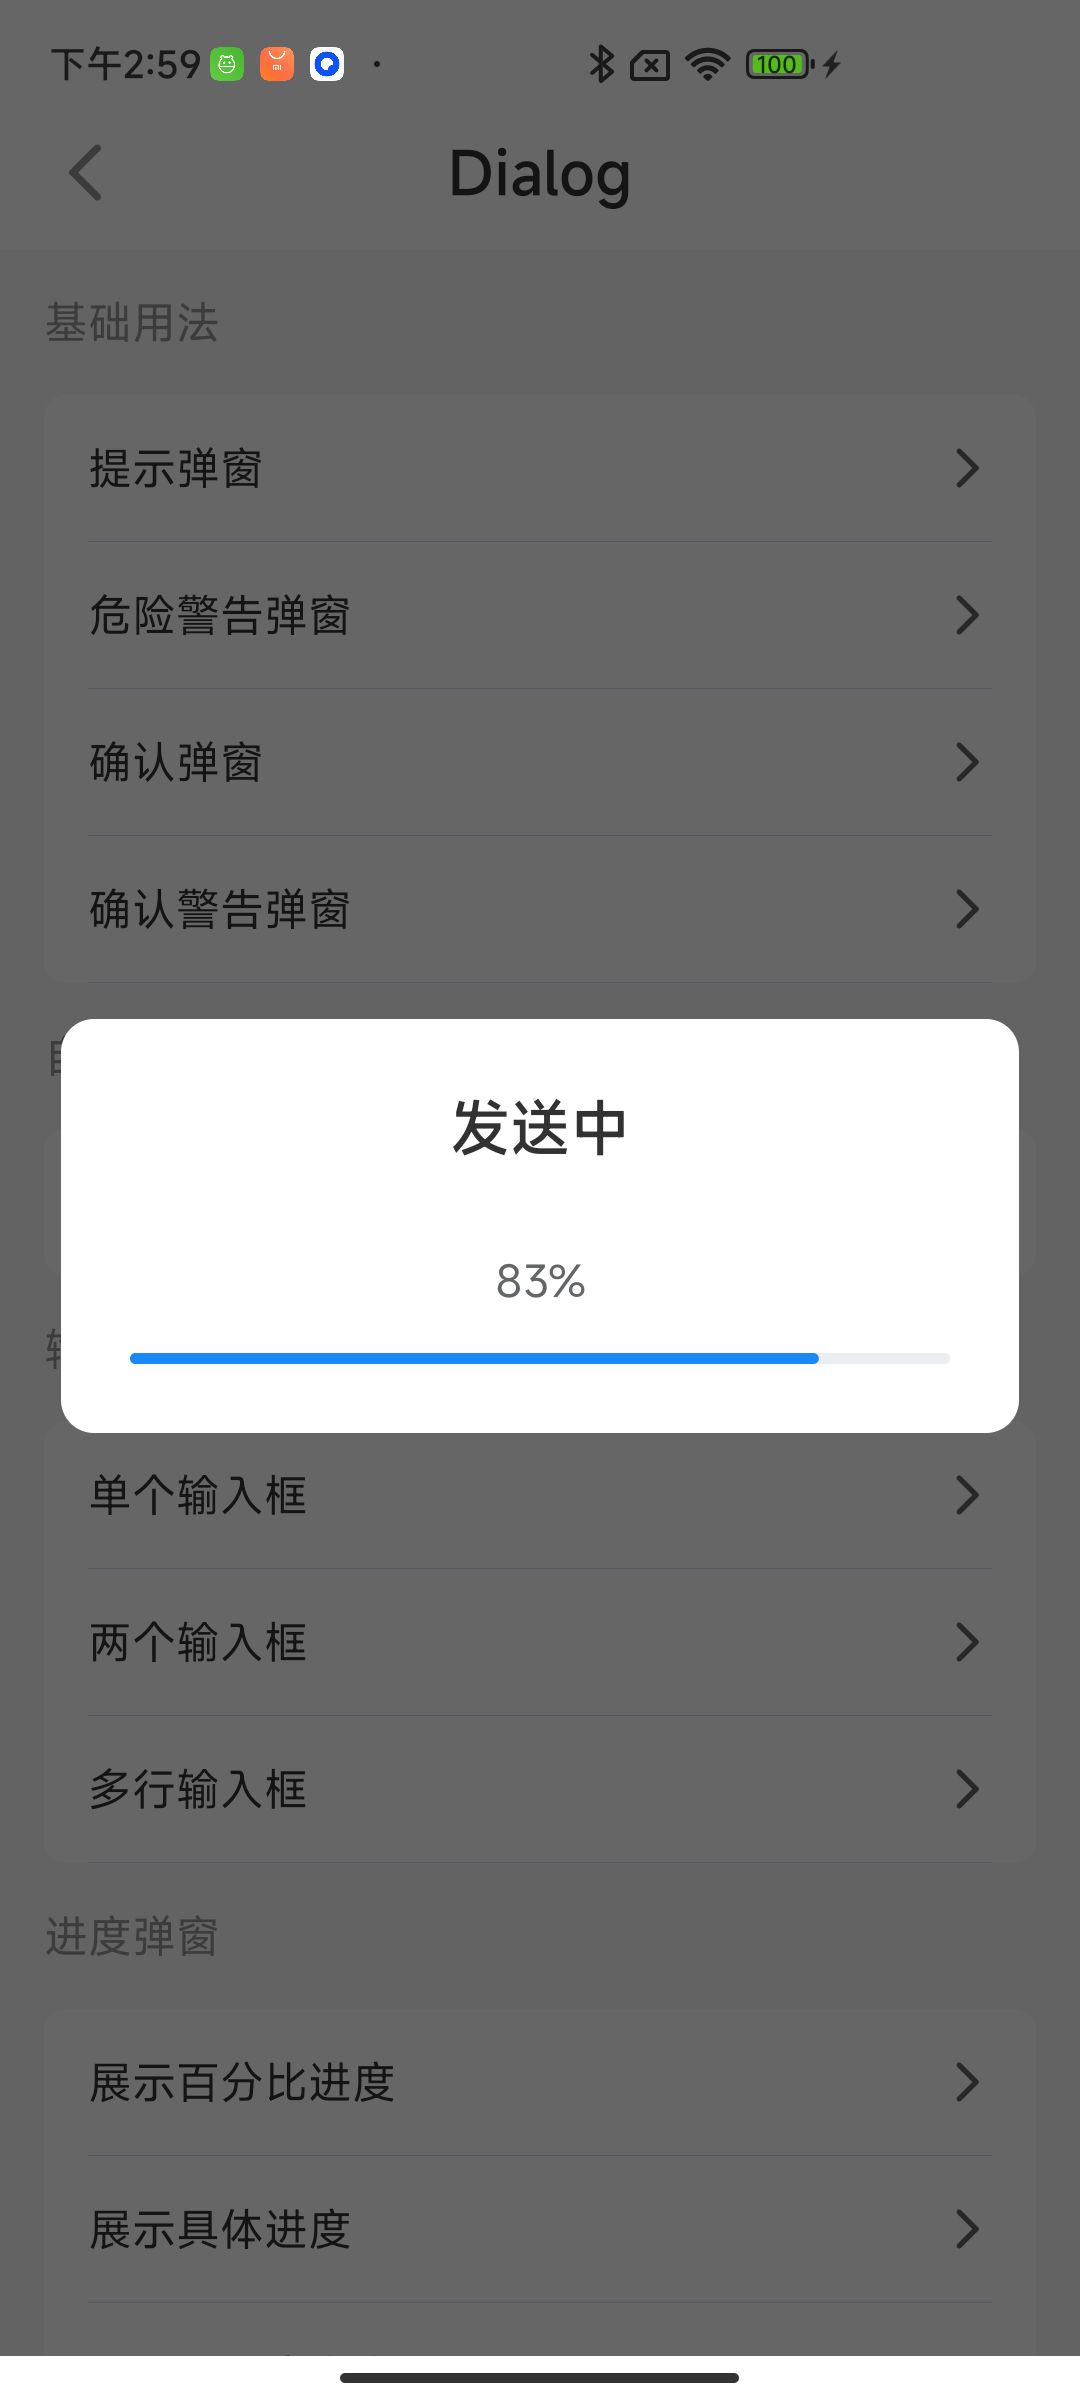 下午2:59
100
Dialog
基础用法
提示弹窗
危险警告弹窗
确认弹窗
确认警告弹窗
发送中
83%
单个输入框
两个输入框
多行输入框
进度弹窗
展示百分比进度
展示具体进度